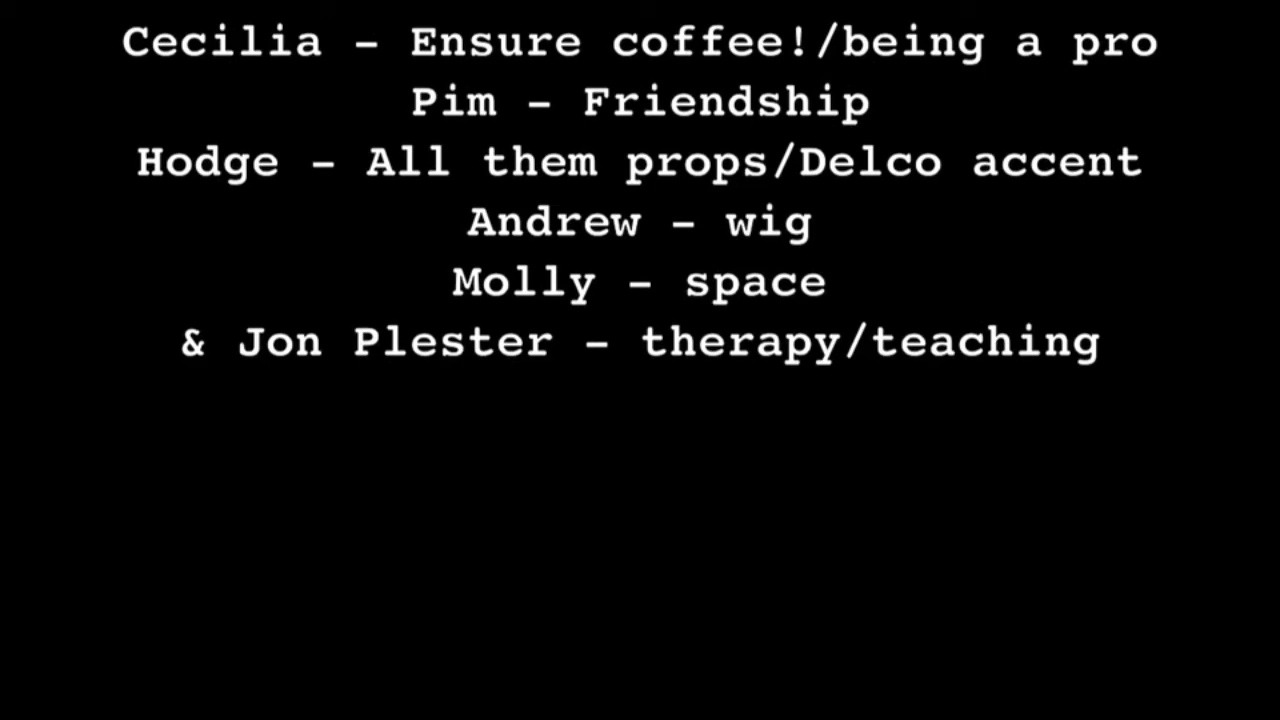 Cecilia - Ensure coffee!/being a pro
Pim - Friendship
Hodge - All them props/Delco accent
Andrew - wig
Molly - space
& Jon Plester - therapy/teaching